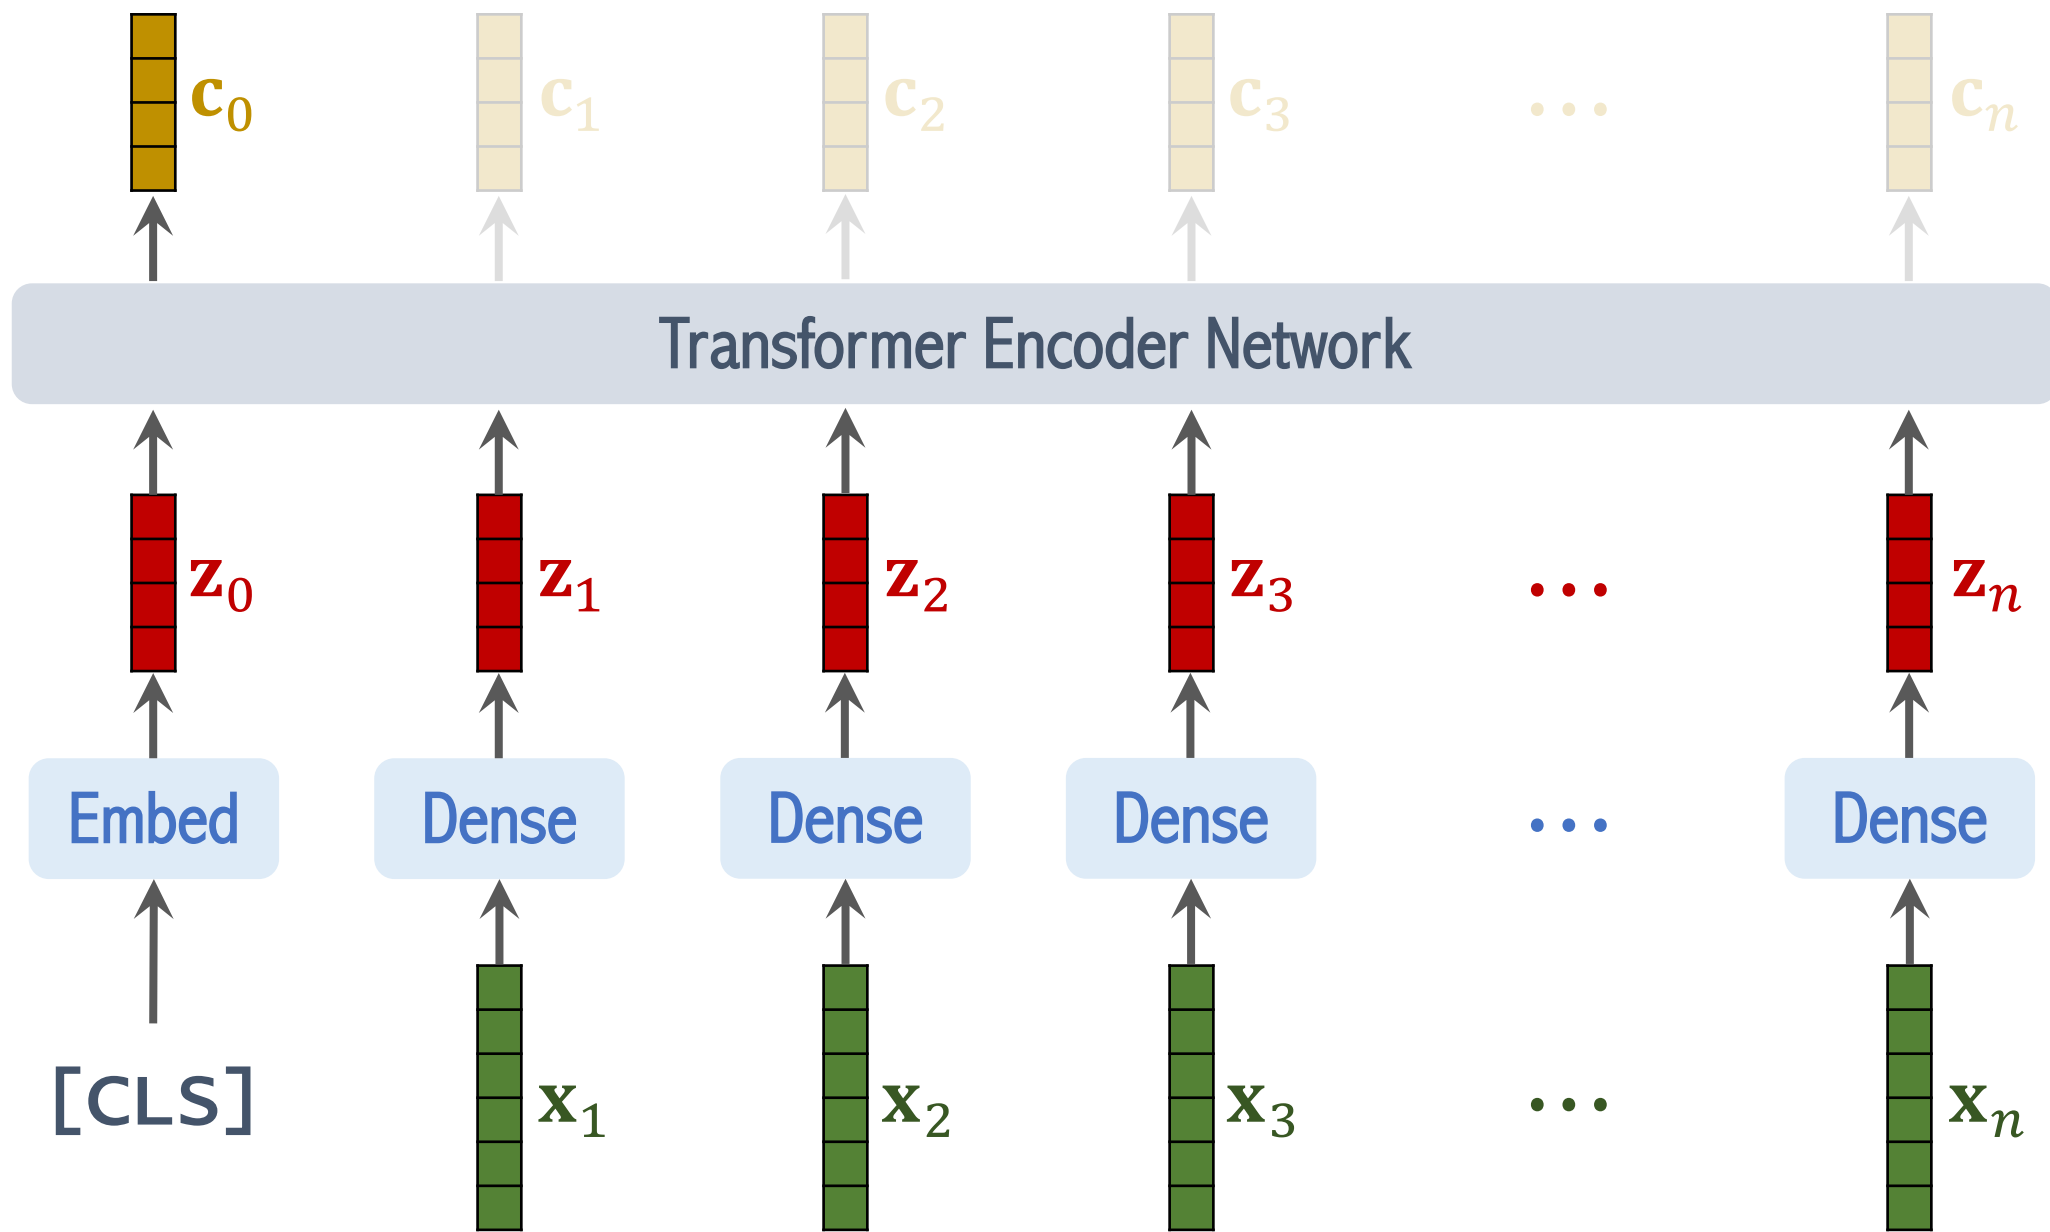 c₀ c₁ c₂ c₃ ... cₙ
Transformer Encoder Network
z₀ z₁ z₂ z₃ ... zₙ
Embed Dense Dense Dense ... Dense
[CLS] x₁ x₂ x₃ ... xₙ